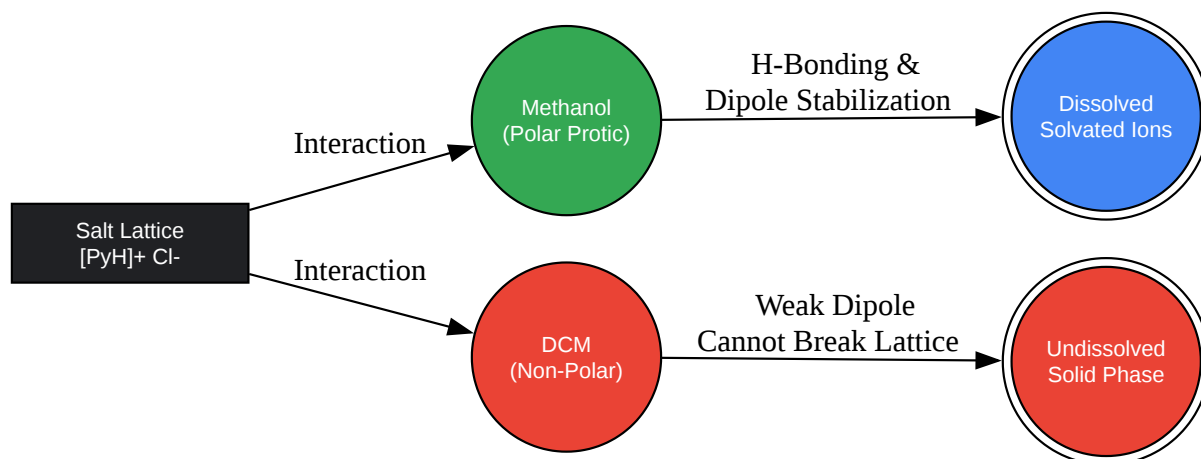 Salt Lattice
[PyH]+ Cl-
Interaction
Interaction
Methanol
(Polar Protic)
DCM
(Non-Polar)
H-Bonding &
Dipole Stabilization
Weak Dipole
Cannot Break Lattice
Dissolved
Solvated Ions
Undissolved
Solid Phase